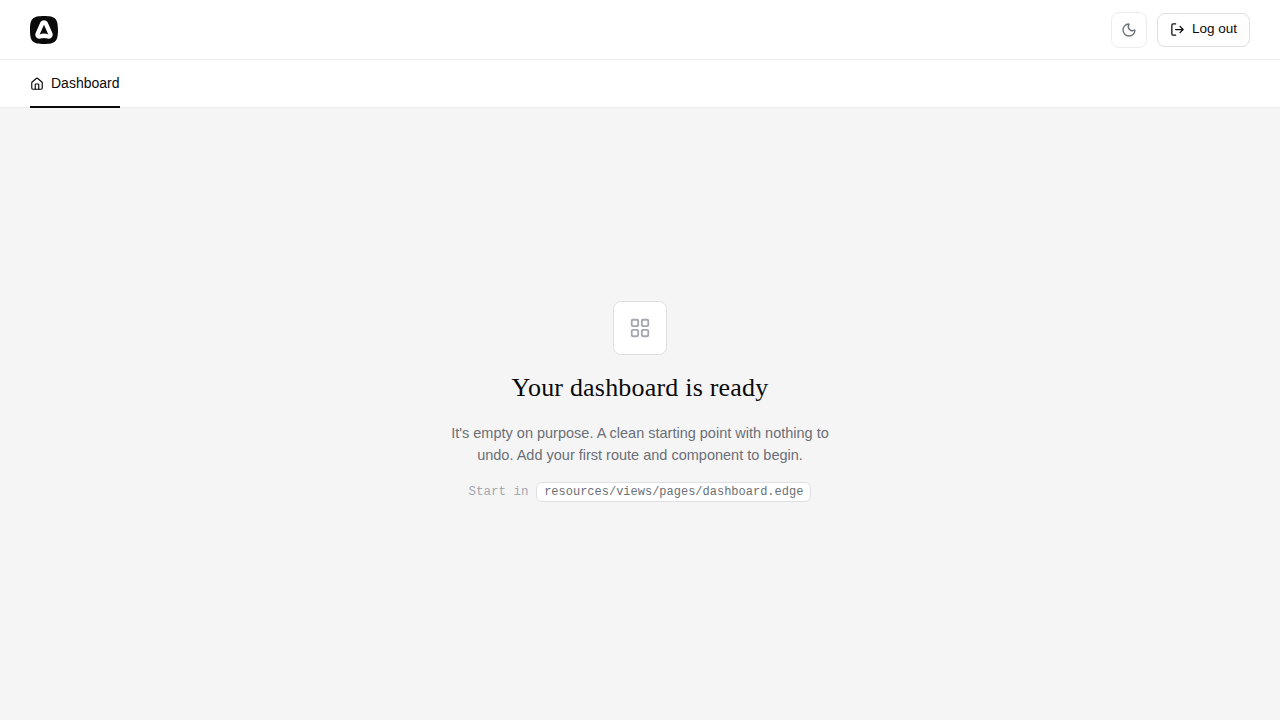 Log out
Dashboard
Your dashboard is ready
It's empty on purpose. A clean starting point with nothing to
undo. Add your first route and component to begin.
Start in resources/views/pages/dashboard.edge